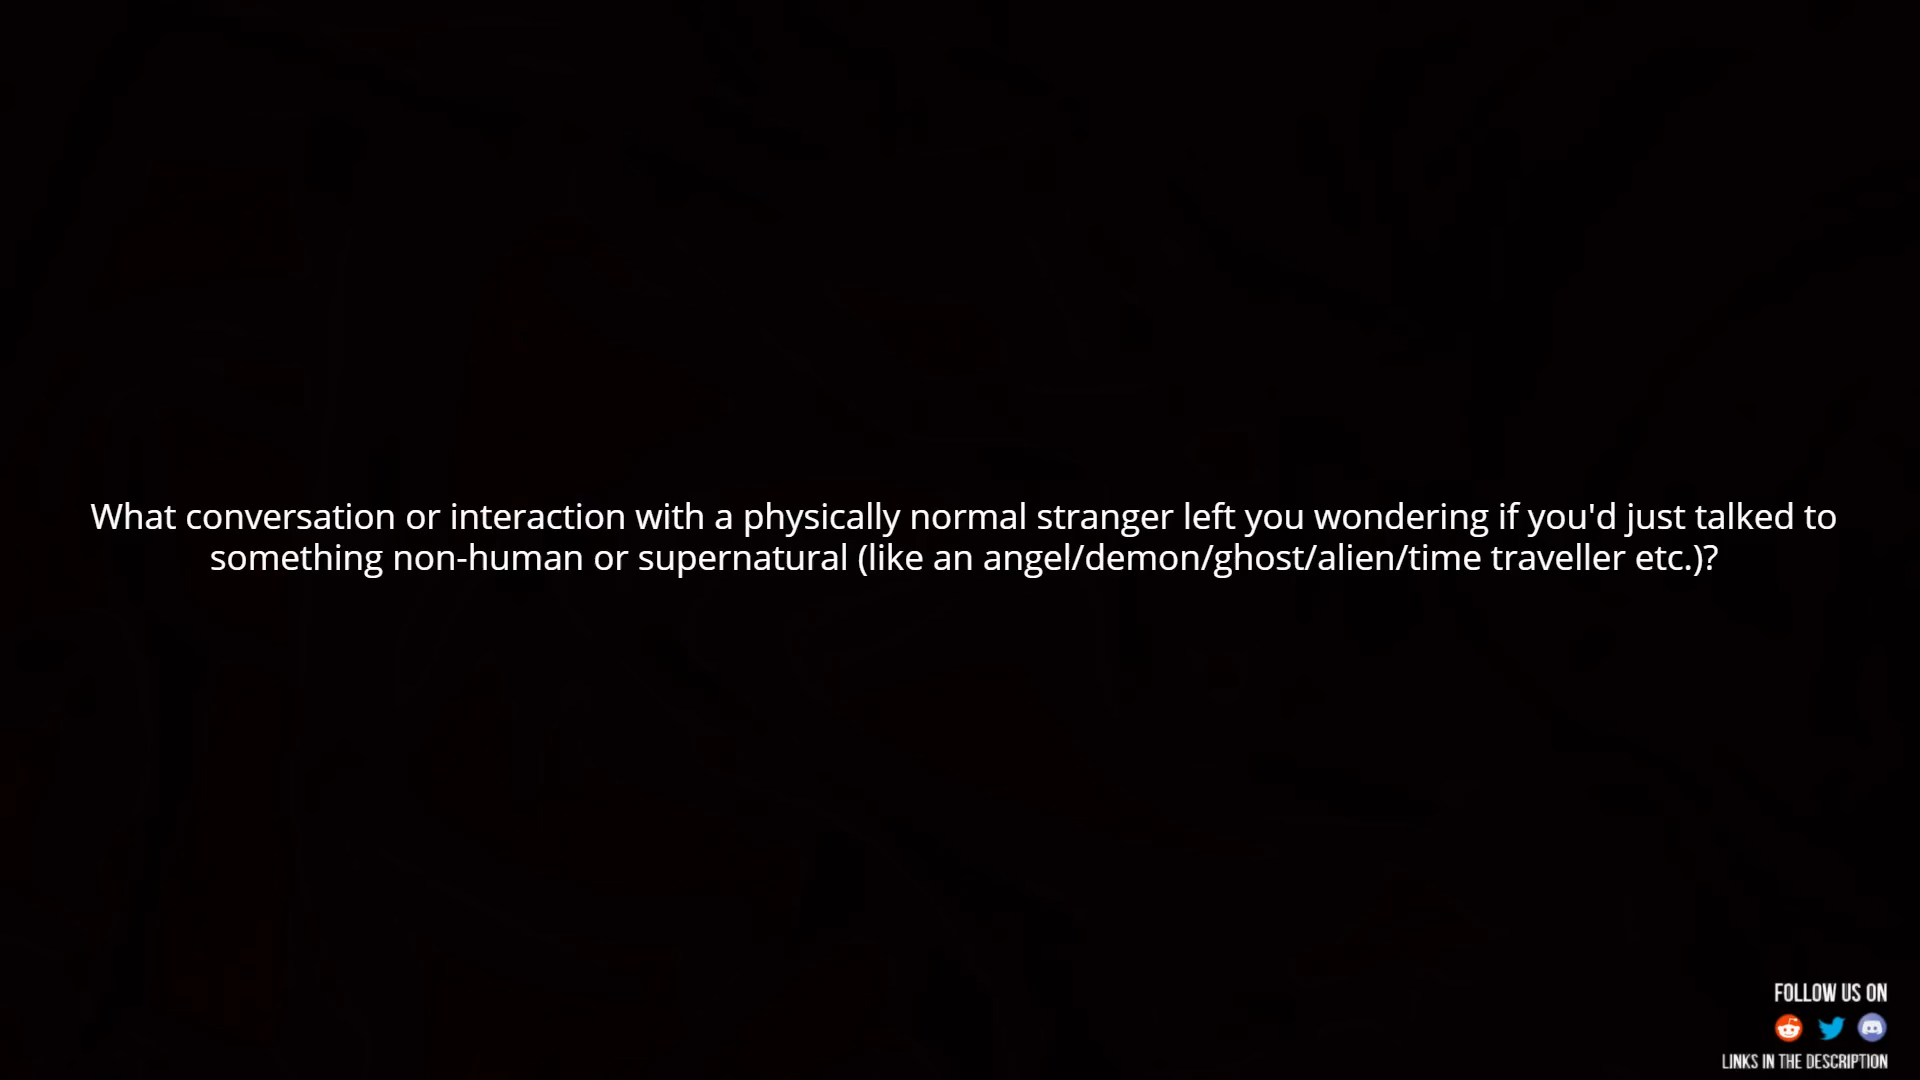 What conversation or interaction with a physically normal stranger left you wondering if you'd just talked to
something non-human or supernatural (like an angel/demon/ghost/alien/time traveller etc.)?
FOLLOW US ON
LINKS IN THE DESCRIPTION